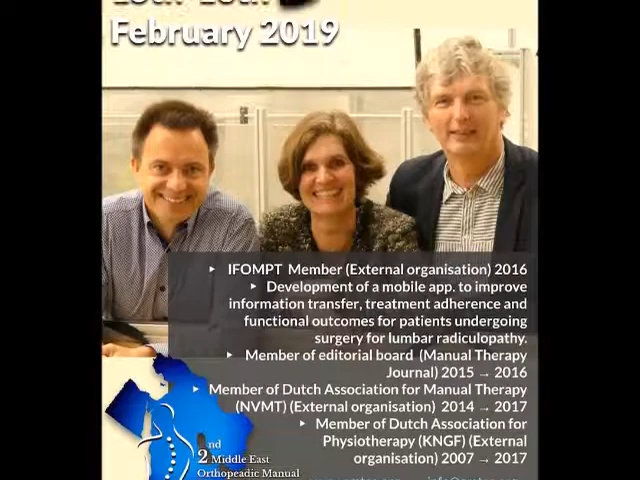 February 2019
‣ IFOMPT Member (External organisation) 2016
‣ Development of a mobile app. to improve
information transfer, treatment adherence and
functional outcomes for patients undergoing
surgery for lumbar radiculopathy.
‣ Member of editorial board (Manual Therapy
Journal) 2015 → 2016
‣ Member of Dutch Association for Manual Therapy
(NVMT) (External organisation) 2014 → 2017
‣ Member of Dutch Association for
Physiotherapy (KNGF) (External
organisation) 2007 → 2017
2nd
Middle East
Orthopeadic Manual